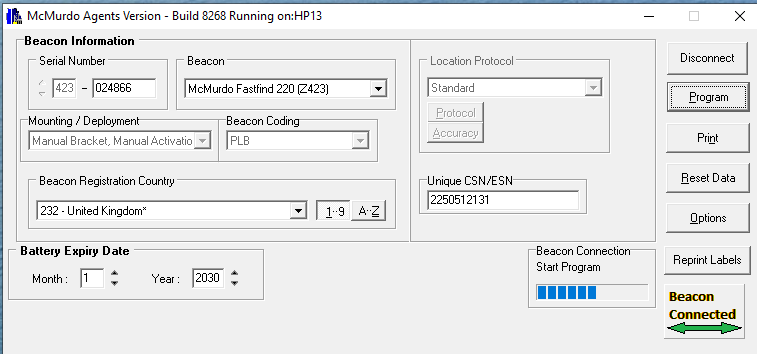 McMurdo Agents Version - Build 8268 Running on:HP13
Beacon Information
Serial Number
423 - 024866
Beacon
McMurdo Fastfind 220 (Z423)
Location Protocol
Standard
Protocol
Accuracy
Mounting / Deployment
Manual Bracket, Manual Activatio
Beacon Coding
PLB
Beacon Registration Country
232 - United Kingdom*
1··9
A··Z
Unique CSN/ESN
2250512131
Battery Expiry Date
Month : 1
Year : 2030
Beacon Connection
Start Program
Disconnect
Program
Print
Reset Data
Options
Reprint Labels
Beacon
Connected